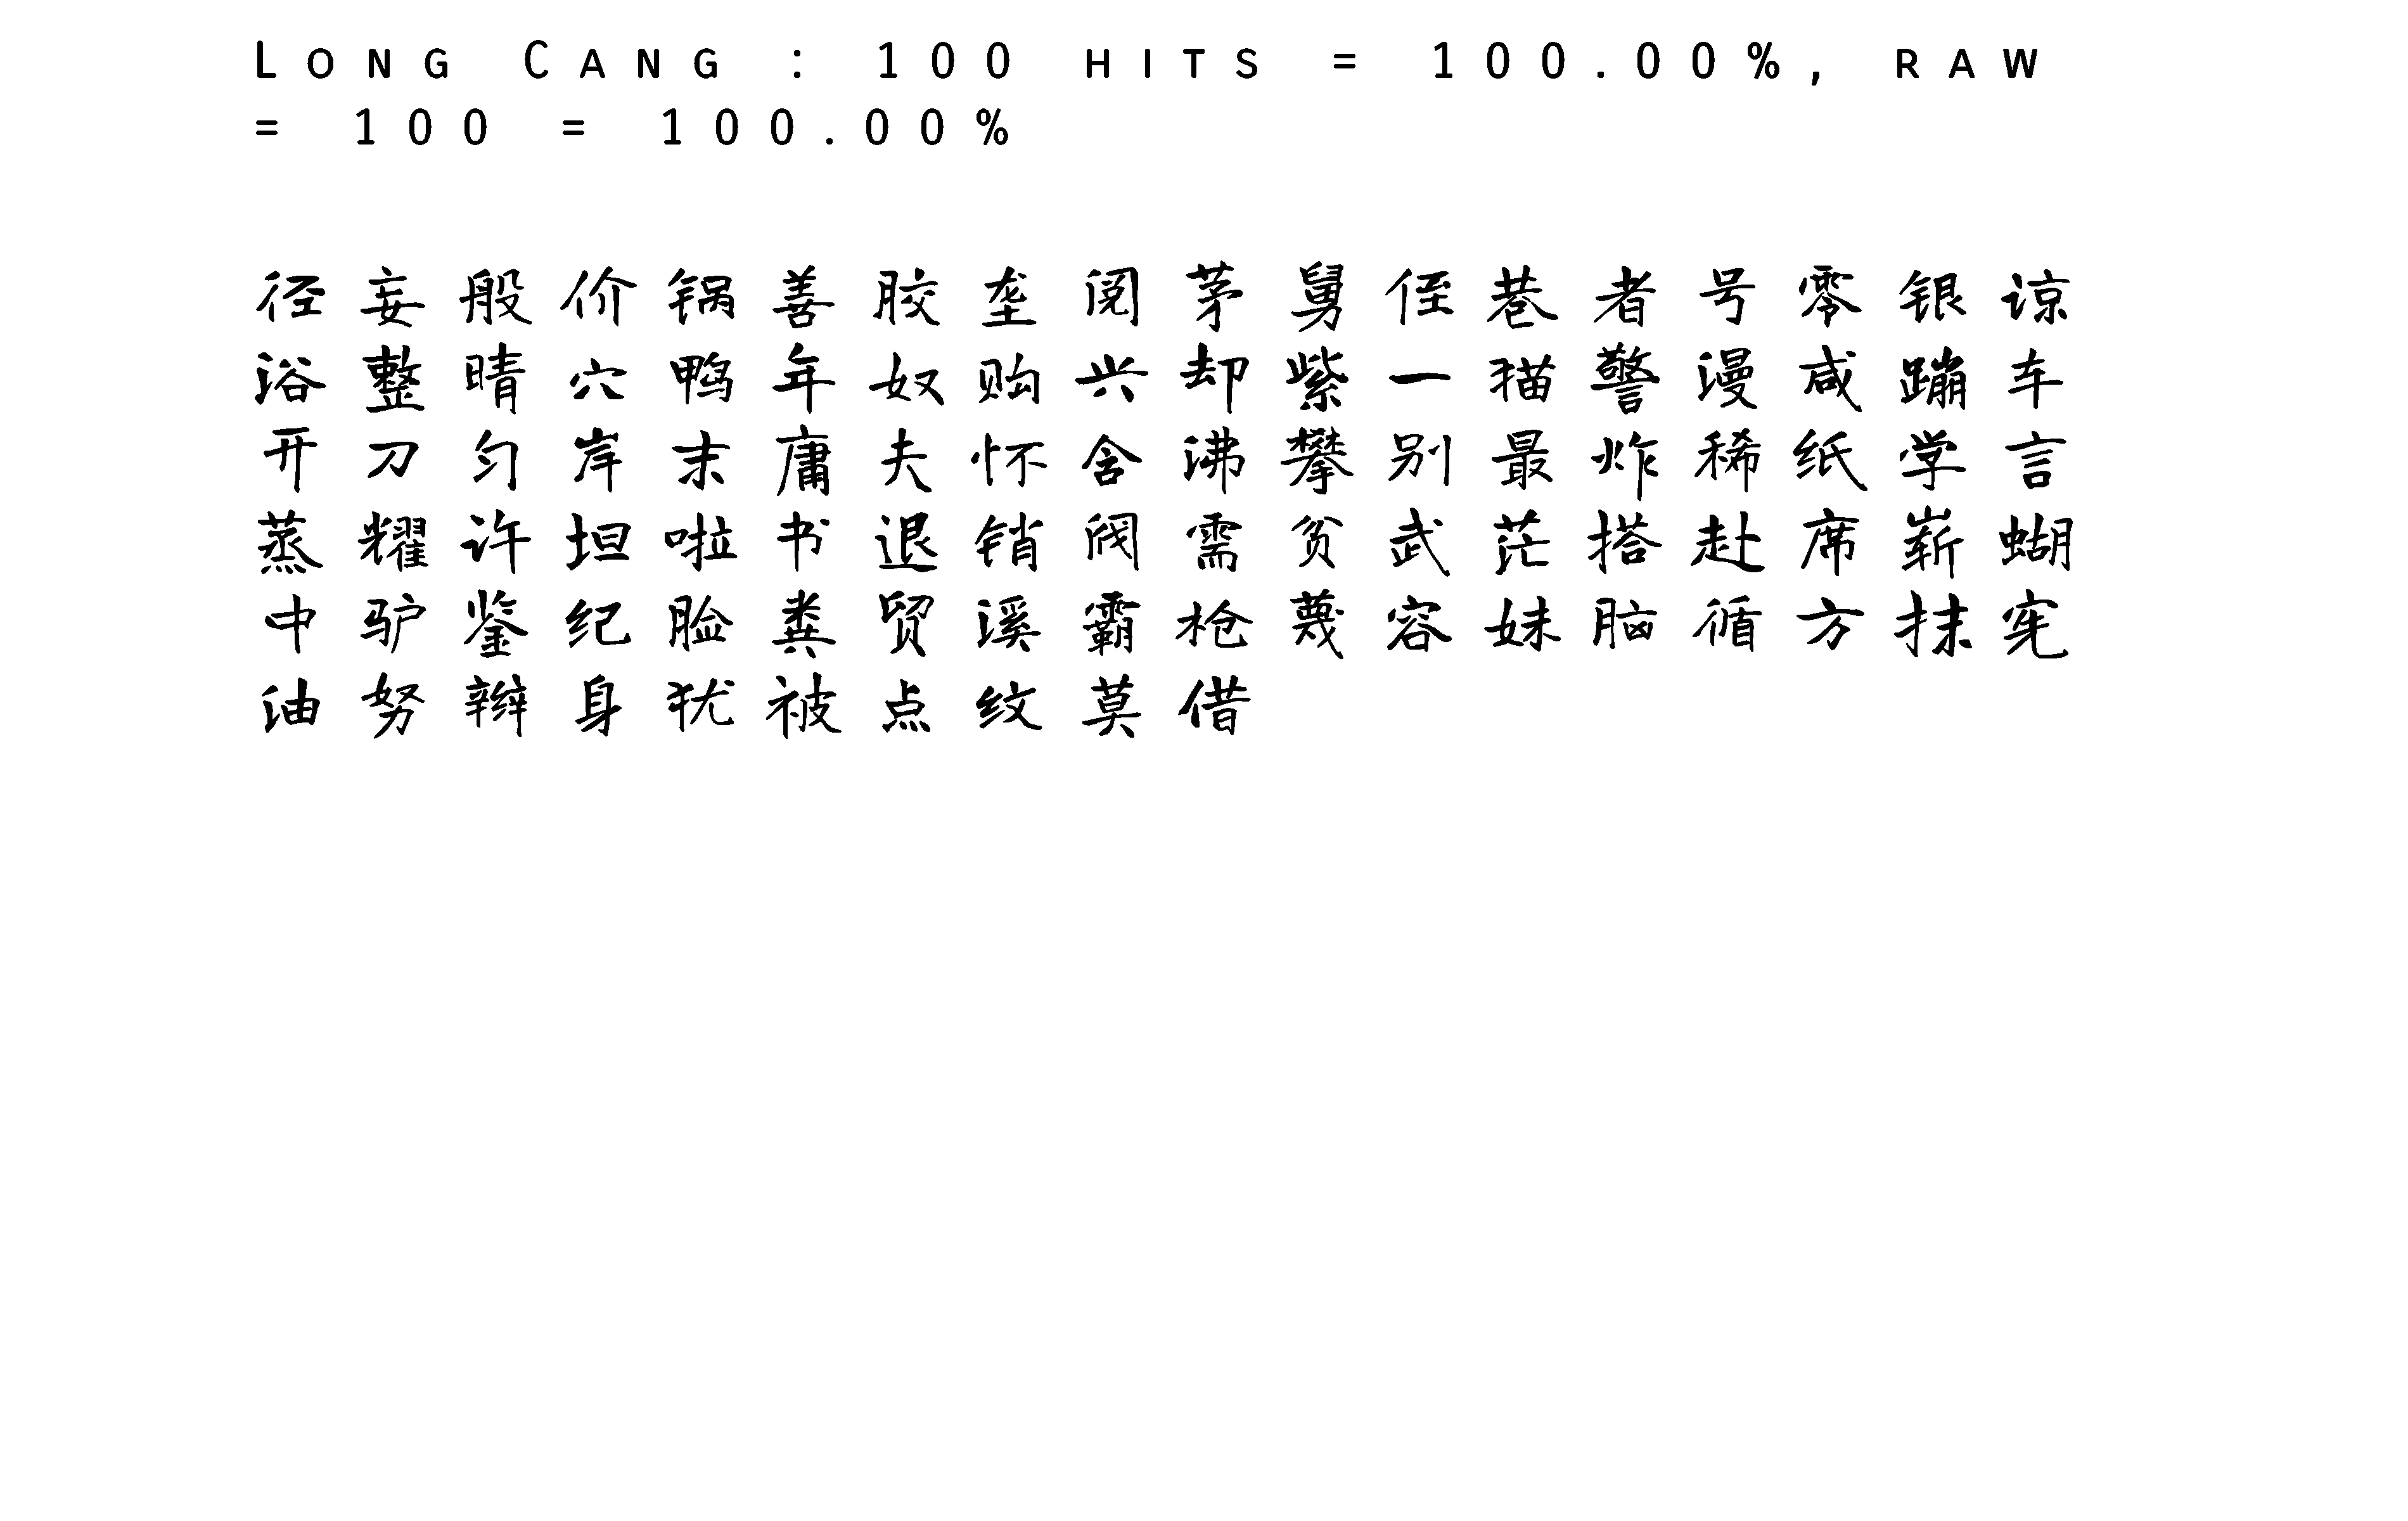 Long Cang : 100 hits = 100.00%, raw
= 100 = 100.00%
径 妄 般 价 锅 善 胶 垄 阅 茅 舅 侄 巷 者 号 零 银 谅
浴 整 晴 穴 鸭 年 奴 购 兴 却 紫 一 猫 警 漫 咸 蹦 车
开 刀 匀 岸 末 庸 夫 怀 含 沸 攀 别 最 炸 稀 纸 学 言
蒸 耀 许 坦 啦 书 退 销 阀 需 贫 武 茫 搭 赴 席 崭 蝴
中 驴 鉴 纪 脸 粪 贸 溪 霸 枪 蔑 容 妹 脑 循 方 抹 宪
油 努 辫 身 犹 被 点 纹 莫 借